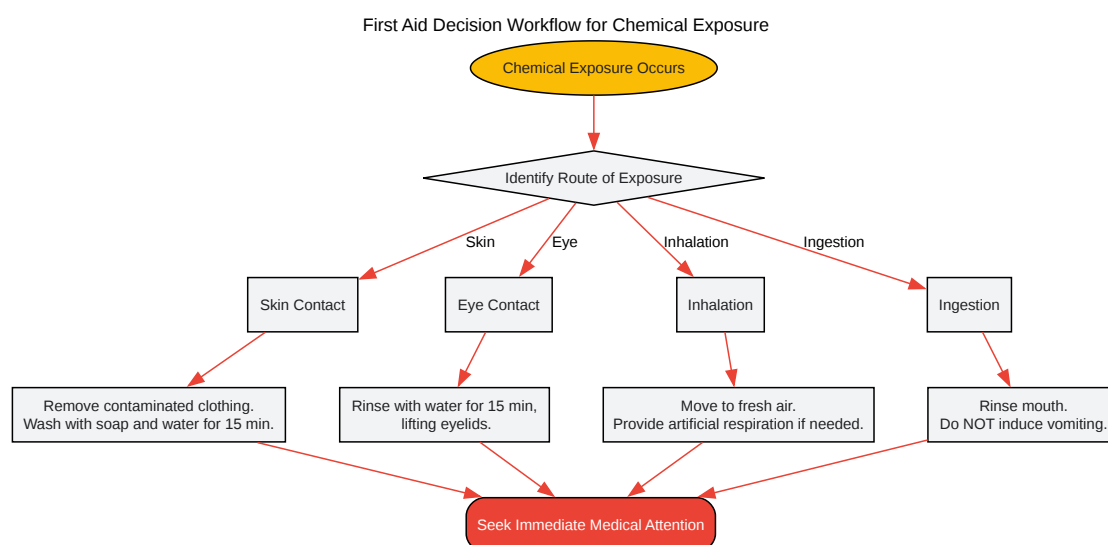 First Aid Decision Workflow for Chemical Exposure
Chemical Exposure Occurs
Identify Route of Exposure
Skin
Eye
Inhalation
Ingestion
Skin Contact
Eye Contact
Inhalation
Ingestion
Remove contaminated clothing.
Wash with soap and water for 15 min.
Rinse with water for 15 min,
lifting eyelids.
Move to fresh air.
Provide artificial respiration if needed.
Rinse mouth.
Do NOT induce vomiting.
Seek Immediate Medical Attention